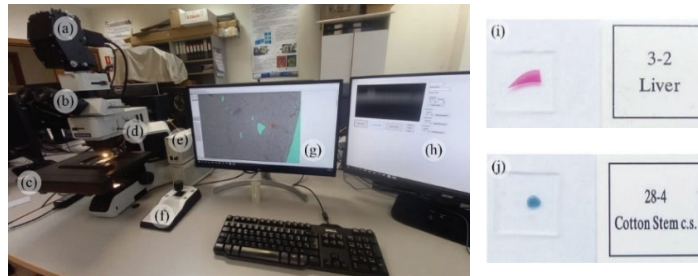 (a)
(b)
(c)
(d)
(e)
(f)
(g)
(h)
(i)
3-2
Liver
(j)
28-4
Cotton Stem c.s.